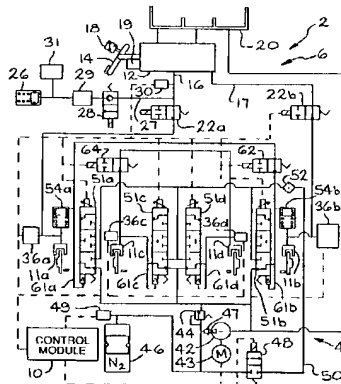 31
18
19
20
2
6
14
26
29
12
16
28
30
27
22a
17
22b
64
62
52
54a
51a
51c
51d
54b
36a
36c
36d
36b
11a
11c
11d
11b
61a
61c
61d
61b
51b
49
44
47
48
CONTROL
MODULE
10
N2
46
42
43
M
4
50